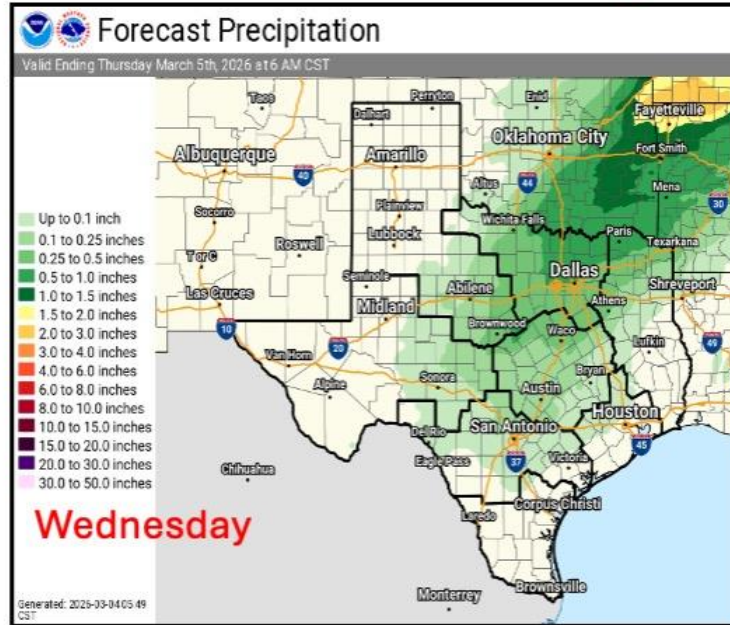 Forecast Precipitation
Valid Ending Thursday March 5th, 2026 at 6 AM CST
Taos
Perryton
Dalhart
Enid
Fayetteville
Albuquerque
Amarillo
Oklahoma City
Fort Smith
40
44
Altus
Mena
30
Socorro
Plainview
Wichita Falls
Roswell
Lubbock
Paris
Texarkana
T or C
Seminole
Abilene
Dallas
Shreveport
Las Cruces
Midland
Athens
10
20
Brownwood
Waco
Lufkin
49
Van Horn
Bryan
Alpine
Sonora
Austin
Houston
Del Rio
San Antonio
45
Eagle Pass
37
Victoria
Chihuahua
Laredo
Corpus Christi
Monterrey
Brownsville
Up to 0.1 inch
0.1 to 0.25 inches
0.25 to 0.5 inches
0.5 to 1.0 inches
1.0 to 1.5 inches
1.5 to 2.0 inches
2.0 to 3.0 inches
3.0 to 4.0 inches
4.0 to 6.0 inches
6.0 to 8.0 inches
8.0 to 10.0 inches
10.0 to 15.0 inches
15.0 to 20.0 inches
20.0 to 30.0 inches
30.0 to 50.0 inches
Wednesday
Generated: 2026-03-04 05:49
CST